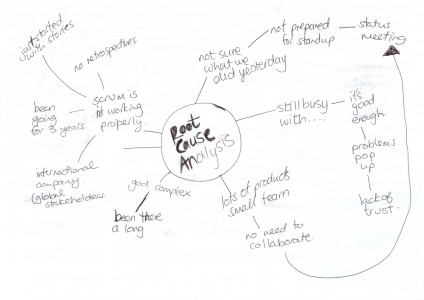 just started
with stories
no retrospectives
scrum is
not working
properly...
been
going
for 3 years
international
company
(global
stakeholders
Root
Cause
Analysis
not sure
what we
did yesterday
not prepared
for standup
status
meeting
still busy
with....
it's
good
enough
problems
pop
up
lack of
trust
lots of products
small team
no need to
collaborate
complex
been there
a long